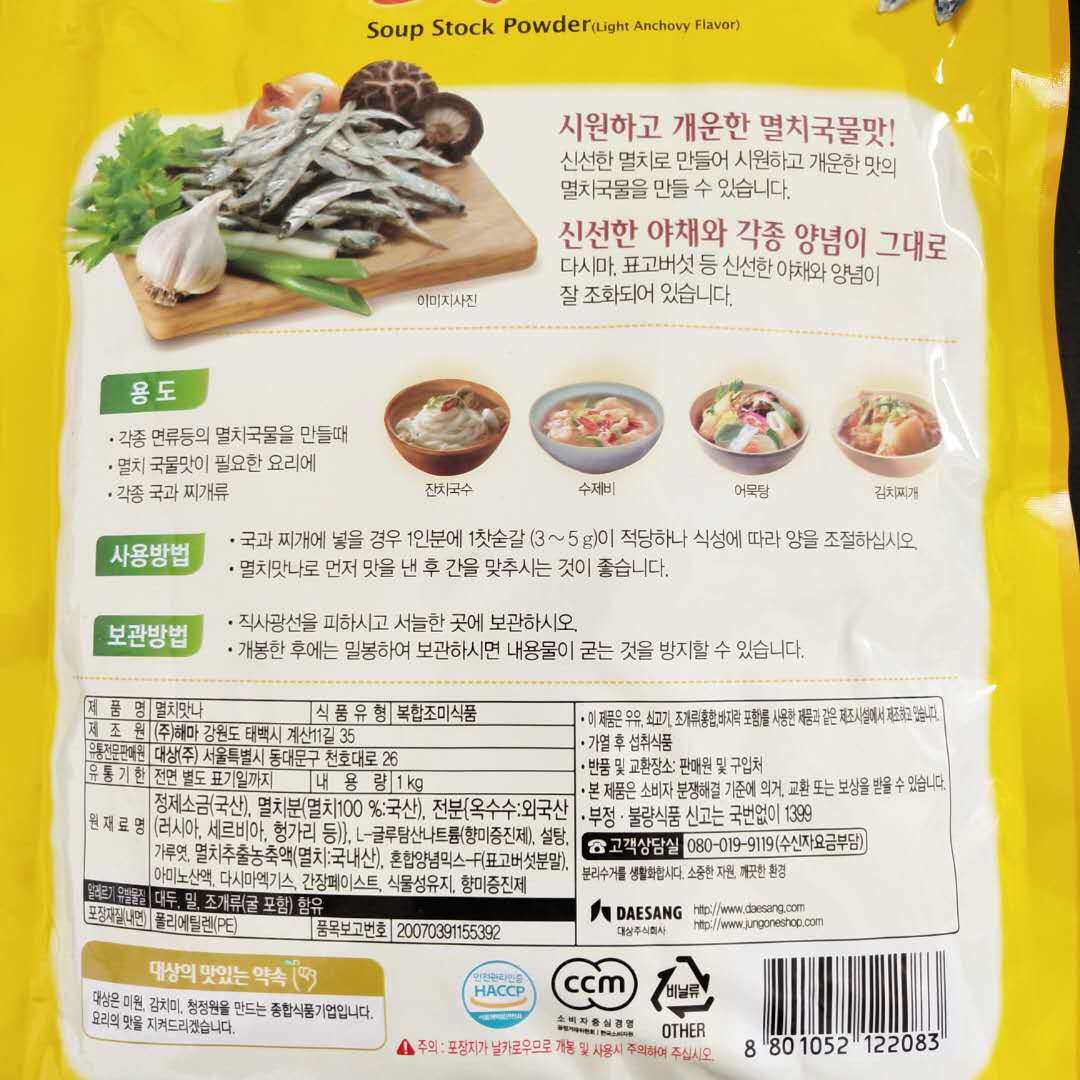 Soup Stock Powder(Light Anchovy Flavor)
시원하고 개운한 멸치국물맛!
신선한 멸치로 만들어 시원하고 개운한 맛의
멸치국물을 만들 수 있습니다.
신선한 야채와 각종 양념이 그대로
다시마, 표고버섯 등 신선한 야채와 양념이
잘 조화되어 있습니다.
이미지사진
용도
• 각종 면류등의 멸치국물을 만들때
• 멸치 국물맛이 필요한 요리에
• 각종 국과 찌개류
잔치국수 수제비 어묵탕 김치찌개
사용방법
• 국과 찌개에 넣을 경우 1인분에 1찻숟갈 (3~5g)이 적당하나 식성에 따라 양을 조절하십시오.
• 멸치맛나로 먼저 맛을 낸 후 간을 맞추시는 것이 좋습니다.
보관방법
• 직사광선을 피하시고 서늘한 곳에 보관하시오.
• 개봉한 후에는 밀봉하여 보관하시면 내용물이 굳는 것을 방지할 수 있습니다.
제품명 멸치맛나 식품유형 복합조미식품
제조원 (주)해마 강원도 태백시 계산11길 35
유통전문판매원 대상(주) 서울특별시 동대문구 천호대로 26
유통기한 전면 별도 표기일까지 내용량 1kg
원재료명 정제소금(국산), 멸치분(멸치100 %:국산), 전분{옥수수:외국산
(러시아, 세르비아, 헝가리 등)}, L-글루탐산나트륨(향미증진제), 설탕,
가루엿, 멸치추출농축액(멸치:국내산), 혼합양념믹스-F(표고버섯분말),
아미노산액, 다시마엑기스, 간장페이스트, 식물성유지, 향미증진제
알레르기 유발물질 대두, 밀, 조개류(굴 포함) 함유
포장재질(내면) 폴리에틸렌(PE) 품목보고번호 20070391155392
• 이 제품은 우유, 쇠고기, 조개류(홍합,바지락 포함)를 사용한 제품과 같은 제조시설에서 제조하고 있습니다.
• 가열 후 섭취식품
• 반품 및 교환장소: 판매원 및 구입처
• 본 제품은 소비자 분쟁해결 기준에 의거, 교환 또는 보상을 받을 수 있습니다.
• 부정·불량식품 신고는 국번없이 1399
☎고객상담실 080-019-9119(수신자요금부담)
분리수거를 생활화합시다. 소중한 자원, 깨끗한 환경
DAESANG
대상주식회사
http://www.daesang.com
http://www.jungoneshop.com
대상의 맛있는 약속
대상은 미원, 감치미, 청정원을 만드는 종합식품기업입니다.
요리의 맛을 지켜드리겠습니다.
안전관리인증
HACCP
식품의약품안전처
ccm
소비자중심경영
공정거래위원회 | 한국소비자원
비닐류
OTHER
주의 : 포장지가 날카로우므로 개봉 및 사용시 주의하여 주십시오.
8 801052 122083